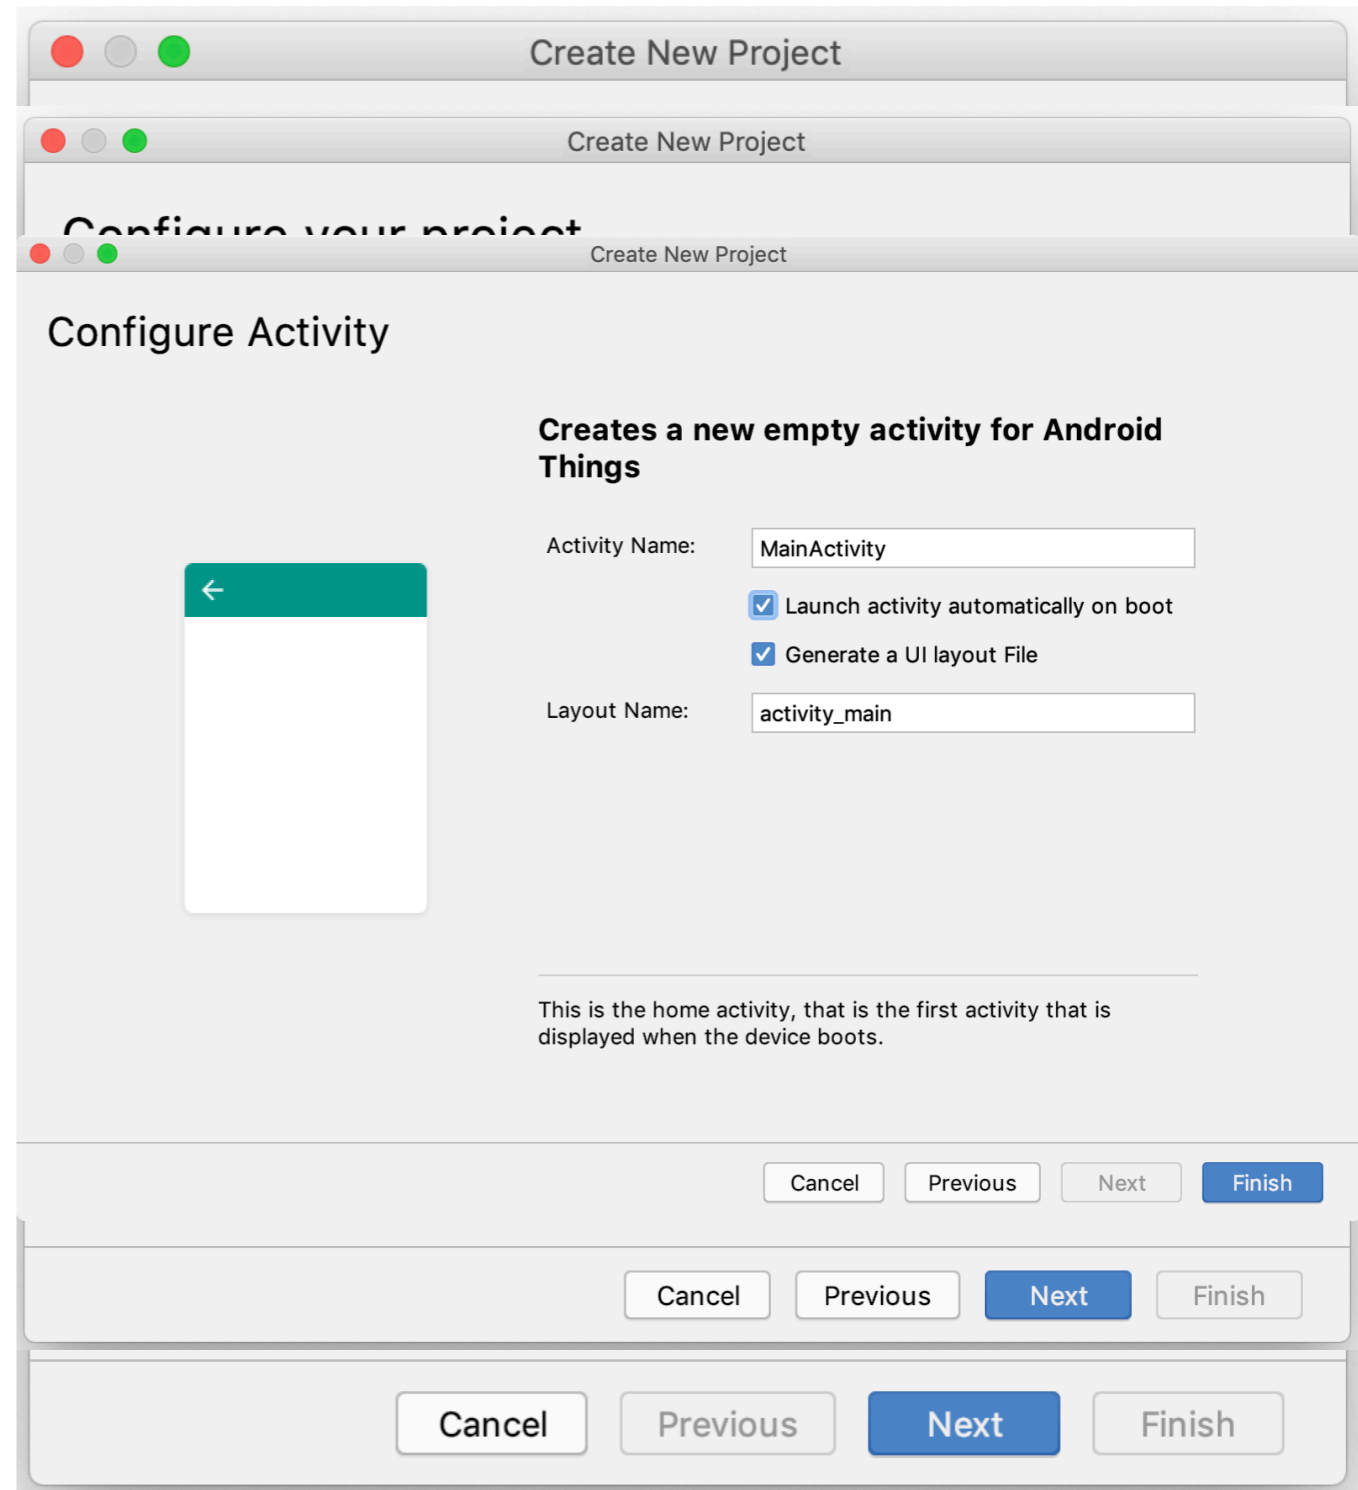 Create New Project
Create New Project
Configure your project
Create New Project
Configure Activity
Creates a new empty activity for Android
Things
Activity Name:
MainActivity
Launch activity automatically on boot
Generate a UI layout File
Layout Name:
activity_main
This is the home activity, that is the first activity that is
displayed when the device boots.
Cancel Previous Next Finish
Cancel Previous Next Finish
Cancel Previous Next Finish